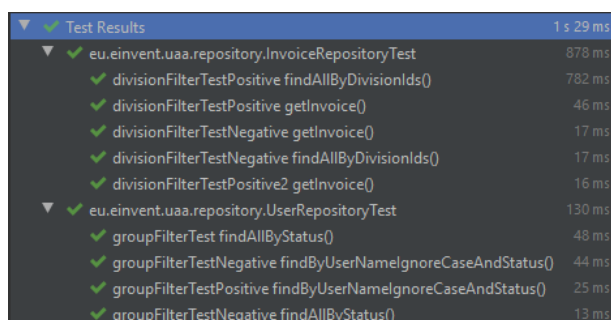 Test Results 1 s 29 ms
eu.einvent.uaa.repository.InvoiceRepositoryTest 878 ms
divisionFilterTestPositive findAllByDivisionIds() 782 ms
divisionFilterTestPositive getInvoice() 46 ms
divisionFilterTestNegative getInvoice() 17 ms
divisionFilterTestNegative findAllByDivisionIds() 17 ms
divisionFilterTestPositive2 getInvoice() 16 ms
eu.einvent.uaa.repository.UserRepositoryTest 130 ms
groupFilterTest findAllByStatus() 48 ms
groupFilterTestNegative findByUserNameIgnoreCaseAndStatus() 44 ms
groupFilterTestPositive findByUserNameIgnoreCaseAndStatus() 25 ms
groupFilterTestNegative findAllByStatus() 13 ms